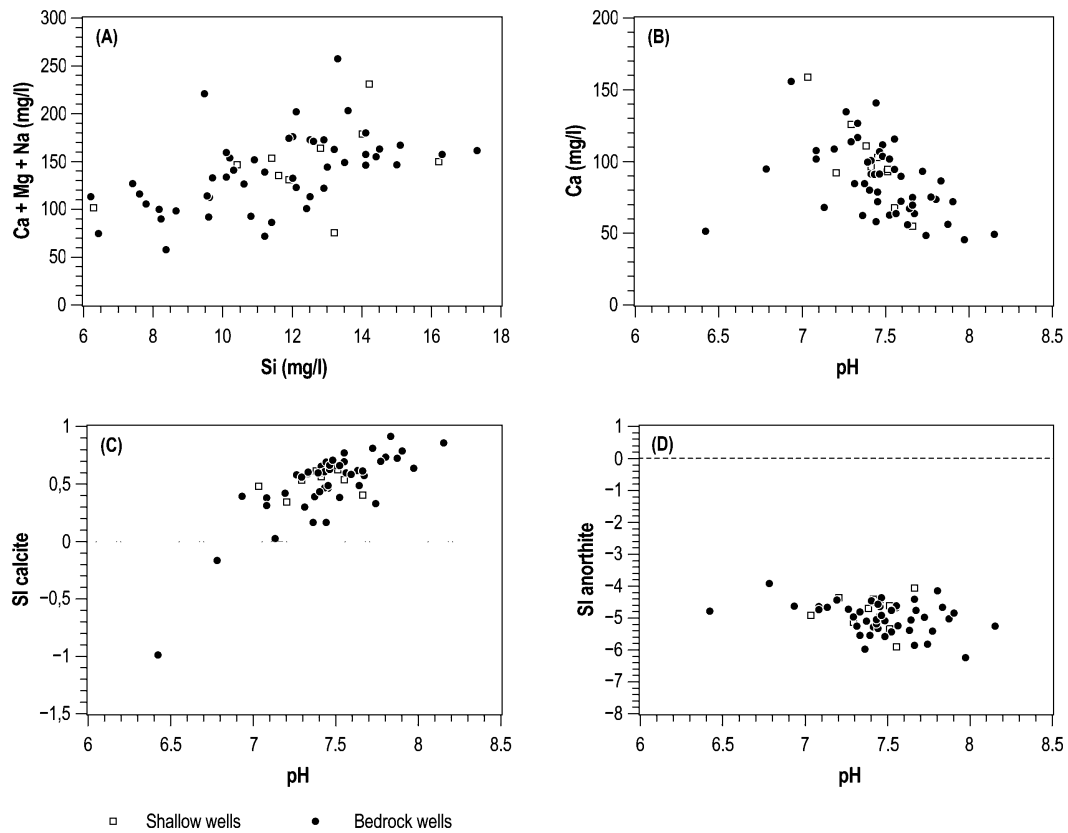 (A)
Ca + Mg + Na (mg/l)
300
250
200
150
100
50
0
6 8 10 12 14 16 18
Si (mg/l)
(B)
Ca (mg/l)
200
150
100
50
0
6 6.5 7 7.5 8 8.5
pH
(C)
SI calcite
1
0,5
0
−0,5
−1
−1,5
6 6.5 7 7.5 8 8.5
pH
(D)
SI anorthite
1
0
−1
−2
−3
−4
−5
−6
−7
−8
6 6.5 7 7.5 8 8.5
pH
Shallow wells Bedrock wells